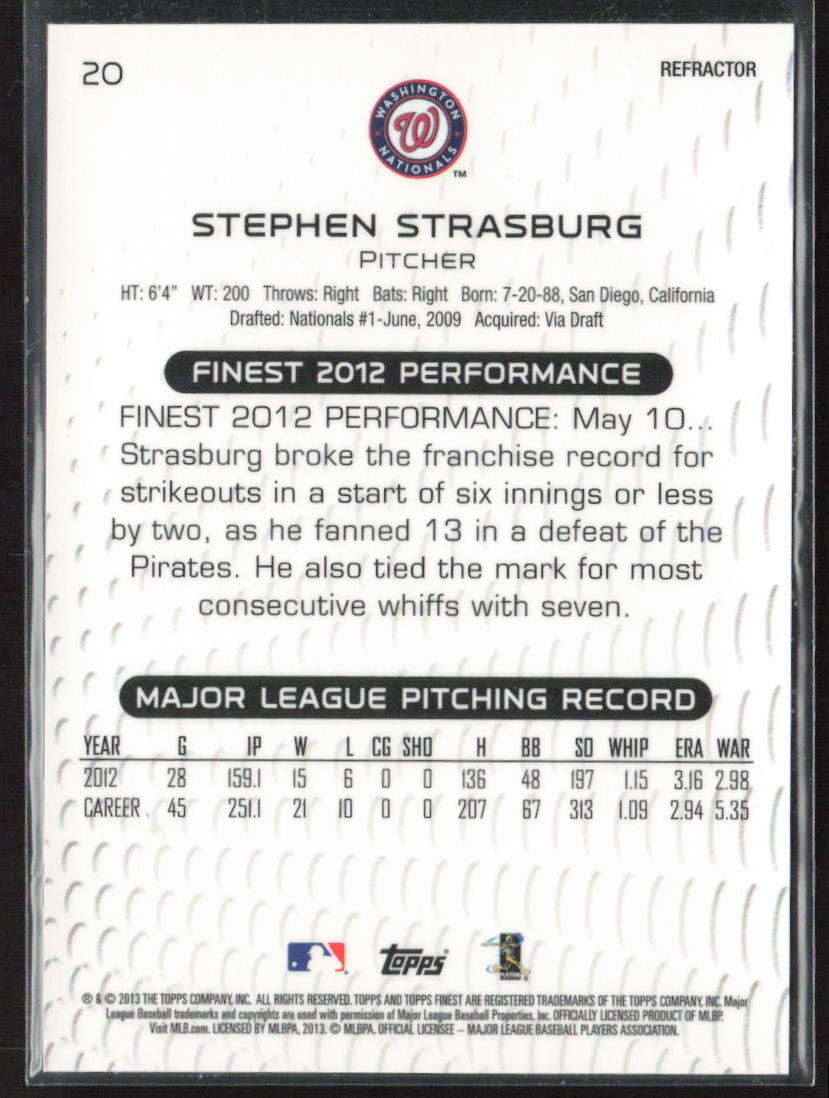 20
REFRACTOR
WASHINGTON
W
NATIONALS
TM
STEPHEN STRASBURG
PITCHER
HT: 6'4" WT: 200 Throws: Right Bats: Right Born: 7-20-88, San Diego, California
Drafted: Nationals #1-June, 2009 Acquired: Via Draft
FINEST 2012 PERFORMANCE
FINEST 2012 PERFORMANCE: May 10...
Strasburg broke the franchise record for
strikeouts in a start of six innings or less
by two, as he fanned 13 in a defeat of the
Pirates. He also tied the mark for most
consecutive whiffs with seven.
MAJOR LEAGUE PITCHING RECORD
YEAR G IP W L CG SHO H BB SO WHIP ERA WAR
2012 28 159.1 15 6 0 0 136 48 197 1.15 3.16 2.98
CAREER 45 251.1 21 10 0 0 207 67 313 1.09 2.94 5.35
Topps
® & © 2013 THE TOPPS COMPANY, INC. ALL RIGHTS RESERVED. TOPPS AND TOPPS FINEST ARE REGISTERED TRADEMARKS OF THE TOPPS COMPANY, INC. Major
League Baseball trademarks and copyrights are used with permission of Major League Baseball Properties, Inc. OFFICIALLY LICENSED PRODUCT OF MLBP.
Visit MLB.com. LICENSED BY MLBPA, 2013. © MLBPA. OFFICIAL LICENSEE – MAJOR LEAGUE BASEBALL PLAYERS ASSOCIATION.